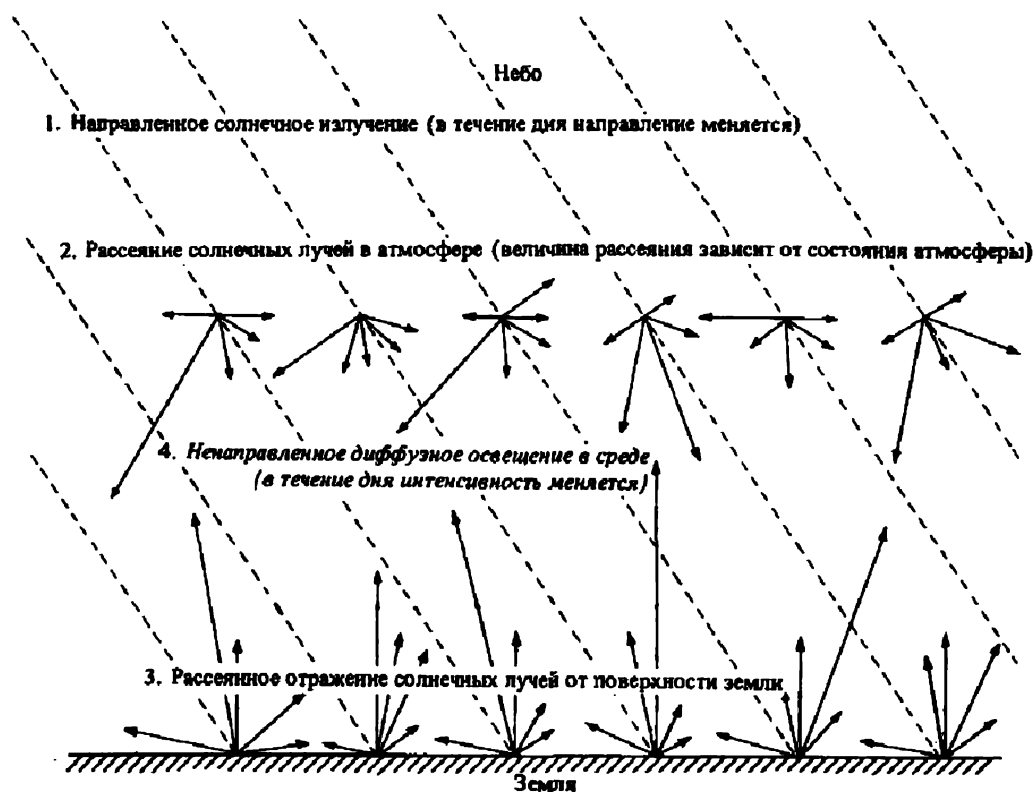 Небо
1. Направленное солнечное излучение (в течение дня направление меняется)
2. Рассеяние солнечных лучей в атмосфере (величина рассеяния зависит от состояния атмосферы)
4. Ненаправленное диффузное освещение в среде
(в течение дня интенсивность меняется)
3. Рассеянное отражение солнечных лучей от поверхности земли
Земля